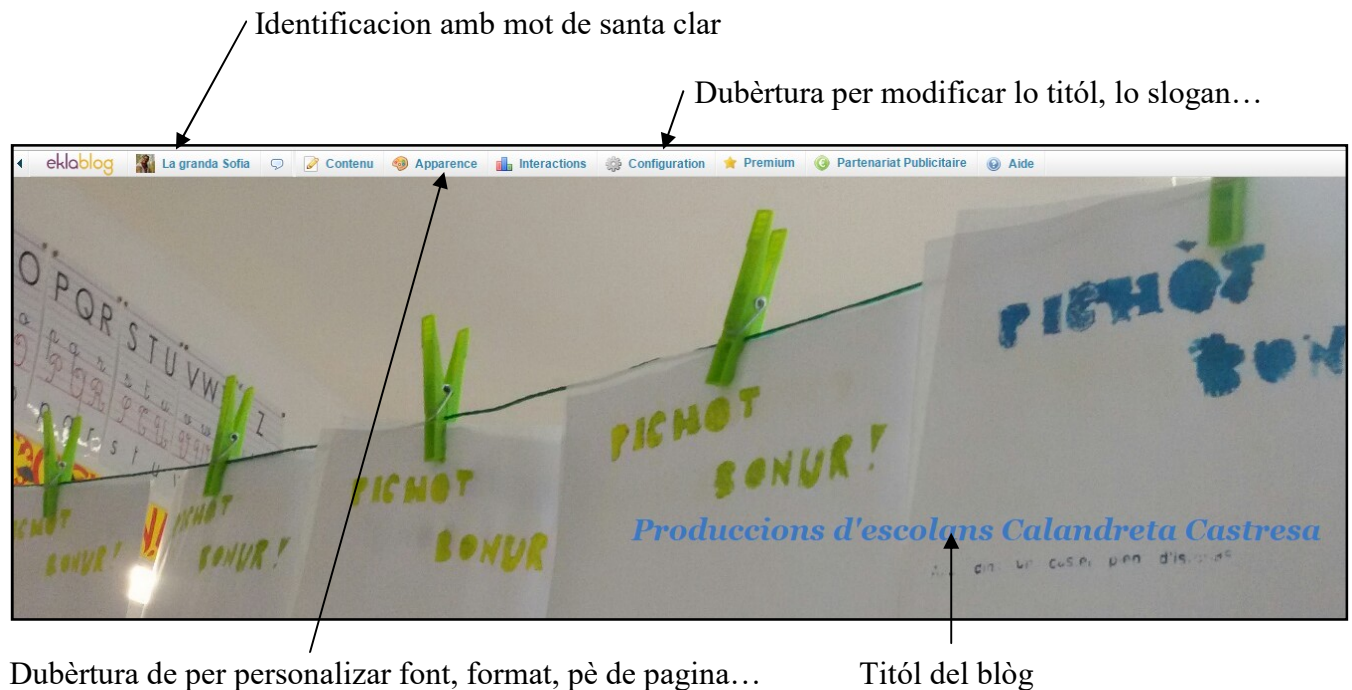 Identificacion amb mot de santa clar
Dubèrtura per modificar lo titól, lo slogan…
eklablog La granda Sofia Contenu Apparence Interactions Configuration Premium Partenariat Publicitaire Aide
O PQR S T U V W Z
PICHÒT
BON
PICHOT
BONUR!
PICHOT
BONUR
PICHOT
BONUR!
BONUR!
Produccions d'escolans Calandreta Castresa
Dubèrtura de per personalizar font, format, pè de pagina…
Titól del blòg